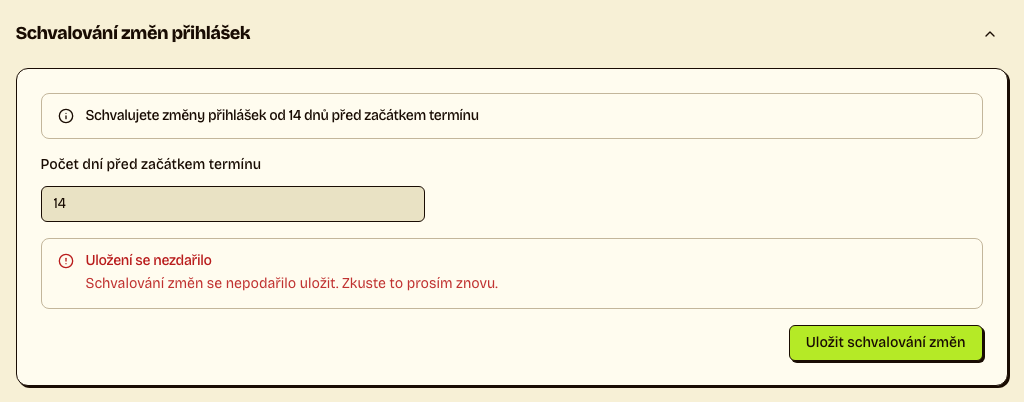 Schvalování změn přihlášek
Schvalujete změny přihlášek od 14 dnů před začátkem termínu
Počet dní před začátkem termínu
14
Uložení se nezdařilo
Schvalování změn se nepodařilo uložit. Zkuste to prosím znovu.
Uložit schvalování změn